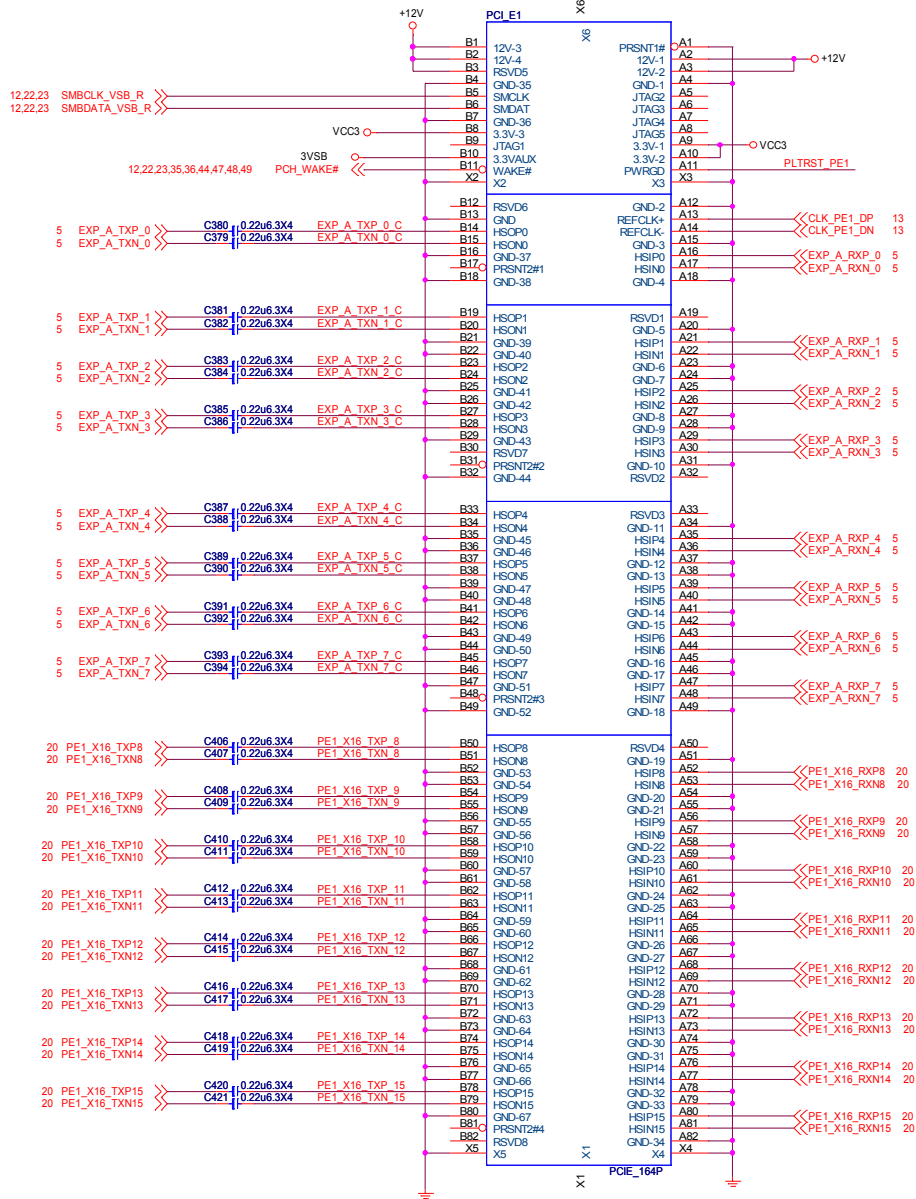 X6
+12V
PCI_E1
X6
B1 12V-3 PRSNT1# A1
B2 12V-4 12V-1 A2 +12V
B3 RSVD5 12V-2 A3
B4 GND-35 GND-1 A4
12,22,23 SMBCLK_VSB_R B5 SMCLK JTAG2 A5
12,22,23 SMBDATA_VSB_R B6 SMDAT JTAG3 A6
B7 GND-36 JTAG4 A7
VCC3 B8 3.3V-3 JTAG5 A8
B9 JTAG1 3.3V-1 A9 VCC3
3VSB B10 3.3VAUX 3.3V-2 A10
12,22,23,35,36,44,47,48,49 PCH_WAKE# B11 WAKE# PWRGD A11 PLTRST_PE1
X2 X2 X3 X3
B12 RSVD6 GND-2 A12
B13 GND REFCLK+ A13 CLK_PE1_DP 13
5 EXP_A_TXP_0 C380 0.22u6.3X4 EXP_A_TXP_0_C B14 HSOP0 REFCLK- A14 CLK_PE1_DN 13
5 EXP_A_TXN_0 C379 0.22u6.3X4 EXP_A_TXN_0_C B15 HSON0 GND-3 A15
B16 GND-37 HSIP0 A16 EXP_A_RXP_0 5
B17 PRSNT2#1 HSIN0 A17 EXP_A_RXN_0 5
B18 GND-38 GND-4 A18
5 EXP_A_TXP_1 C381 0.22u6.3X4 EXP_A_TXP_1_C B19 HSOP1 RSVD1 A19
5 EXP_A_TXN_1 C382 0.22u6.3X4 EXP_A_TXN_1_C B20 HSON1 GND-5 A20
B21 GND-39 HSIP1 A21 EXP_A_RXP_1 5
B22 GND-40 HSIN1 A22 EXP_A_RXN_1 5
5 EXP_A_TXP_2 C383 0.22u6.3X4 EXP_A_TXP_2_C B23 HSOP2 GND-6 A23
5 EXP_A_TXN_2 C384 0.22u6.3X4 EXP_A_TXN_2_C B24 HSON2 GND-7 A24
B25 GND-41 HSIP2 A25 EXP_A_RXP_2 5
B26 GND-42 HSIN2 A26 EXP_A_RXN_2 5
5 EXP_A_TXP_3 C385 0.22u6.3X4 EXP_A_TXP_3_C B27 HSOP3 GND-8 A27
5 EXP_A_TXN_3 C386 0.22u6.3X4 EXP_A_TXN_3_C B28 HSON3 GND-9 A28
B29 GND-43 HSIP3 A29 EXP_A_RXP_3 5
B30 RSVD7 HSIN3 A30 EXP_A_RXN_3 5
B31 PRSNT2#2 GND-10 A31
B32 GND-44 RSVD2 A32
5 EXP_A_TXP_4 C387 0.22u6.3X4 EXP_A_TXP_4_C B33 HSOP4 RSVD3 A33
5 EXP_A_TXN_4 C388 0.22u6.3X4 EXP_A_TXN_4_C B34 HSON4 GND-11 A34
B35 GND-45 HSIP4 A35 EXP_A_RXP_4 5
B36 GND-46 HSIN4 A36 EXP_A_RXN_4 5
5 EXP_A_TXP_5 C389 0.22u6.3X4 EXP_A_TXP_5_C B37 HSOP5 GND-12 A37
5 EXP_A_TXN_5 C390 0.22u6.3X4 EXP_A_TXN_5_C B38 HSON5 GND-13 A38
B39 GND-47 HSIP5 A39 EXP_A_RXP_5 5
B40 GND-48 HSIN5 A40 EXP_A_RXN_5 5
5 EXP_A_TXP_6 C391 0.22u6.3X4 EXP_A_TXP_6_C B41 HSOP6 GND-14 A41
5 EXP_A_TXN_6 C392 0.22u6.3X4 EXP_A_TXN_6_C B42 HSON6 GND-15 A42
B43 GND-49 HSIP6 A43 EXP_A_RXP_6 5
B44 GND-50 HSIN6 A44 EXP_A_RXN_6 5
5 EXP_A_TXP_7 C393 0.22u6.3X4 EXP_A_TXP_7_C B45 HSOP7 GND-16 A45
5 EXP_A_TXN_7 C394 0.22u6.3X4 EXP_A_TXN_7_C B46 HSON7 GND-17 A46
B47 GND-51 HSIP7 A47 EXP_A_RXP_7 5
B48 PRSNT2#3 HSIN7 A48 EXP_A_RXN_7 5
B49 GND-52 GND-18 A49
20 PE1_X16_TXP8 C406 0.22u6.3X4 PE1_X16_TXP_8 B50 HSOP8 RSVD4 A50
20 PE1_X16_TXN8 C407 0.22u6.3X4 PE1_X16_TXN_8 B51 HSON8 GND-19 A51
B52 GND-53 HSIP8 A52 PE1_X16_RXP8 20
B53 GND-54 HSIN8 A53 PE1_X16_RXN8 20
20 PE1_X16_TXP9 C408 0.22u6.3X4 PE1_X16_TXP_9 B54 HSOP9 GND-20 A54
20 PE1_X16_TXN9 C409 0.22u6.3X4 PE1_X16_TXN_9 B55 HSON9 GND-21 A55
B56 GND-55 HSIP9 A56 PE1_X16_RXP9 20
B57 GND-56 HSIN9 A57 PE1_X16_RXN9 20
20 PE1_X16_TXP10 C410 0.22u6.3X4 PE1_X16_TXP_10 B58 HSOP10 GND-22 A58
20 PE1_X16_TXN10 C411 0.22u6.3X4 PE1_X16_TXN_10 B59 HSON10 GND-23 A59
B60 GND-57 HSIP10 A60 PE1_X16_RXP10 20
B61 GND-58 HSIN10 A61 PE1_X16_RXN10 20
20 PE1_X16_TXP11 C412 0.22u6.3X4 PE1_X16_TXP_11 B62 HSOP11 GND-24 A62
20 PE1_X16_TXN11 C413 0.22u6.3X4 PE1_X16_TXN_11 B63 HSON11 GND-25 A63
B64 GND-59 HSIP11 A64 PE1_X16_RXP11 20
B65 GND-60 HSIN11 A65 PE1_X16_RXN11 20
20 PE1_X16_TXP12 C414 0.22u6.3X4 PE1_X16_TXP_12 B66 HSOP12 GND-26 A66
20 PE1_X16_TXN12 C415 0.22u6.3X4 PE1_X16_TXN_12 B67 HSON12 GND-27 A67
B68 GND-61 HSIP12 A68 PE1_X16_RXP12 20
B69 GND-62 HSIN12 A69 PE1_X16_RXN12 20
20 PE1_X16_TXP13 C416 0.22u6.3X4 PE1_X16_TXP_13 B70 HSOP13 GND-28 A70
20 PE1_X16_TXN13 C417 0.22u6.3X4 PE1_X16_TXN_13 B71 HSON13 GND-29 A71
B72 GND-63 HSIP13 A72 PE1_X16_RXP13 20
B73 GND-64 HSIN13 A73 PE1_X16_RXN13 20
20 PE1_X16_TXP14 C418 0.22u6.3X4 PE1_X16_TXP_14 B74 HSOP14 GND-30 A74
20 PE1_X16_TXN14 C419 0.22u6.3X4 PE1_X16_TXN_14 B75 HSON14 GND-31 A75
B76 GND-65 HSIP14 A76 PE1_X16_RXP14 20
B77 GND-66 HSIN14 A77 PE1_X16_RXN14 20
20 PE1_X16_TXP15 C420 0.22u6.3X4 PE1_X16_TXP_15 B78 HSOP15 GND-32 A78
20 PE1_X16_TXN15 C421 0.22u6.3X4 PE1_X16_TXN_15 B79 HSON15 GND-33 A79
B80 GND-67 HSIP15 A80 PE1_X16_RXP15 20
B81 PRSNT2#4 HSIN15 A81 PE1_X16_RXN15 20
B82 RSVD8 GND-34 A82
X5 X5 X1 X4 X4
PCIE_164P
X1